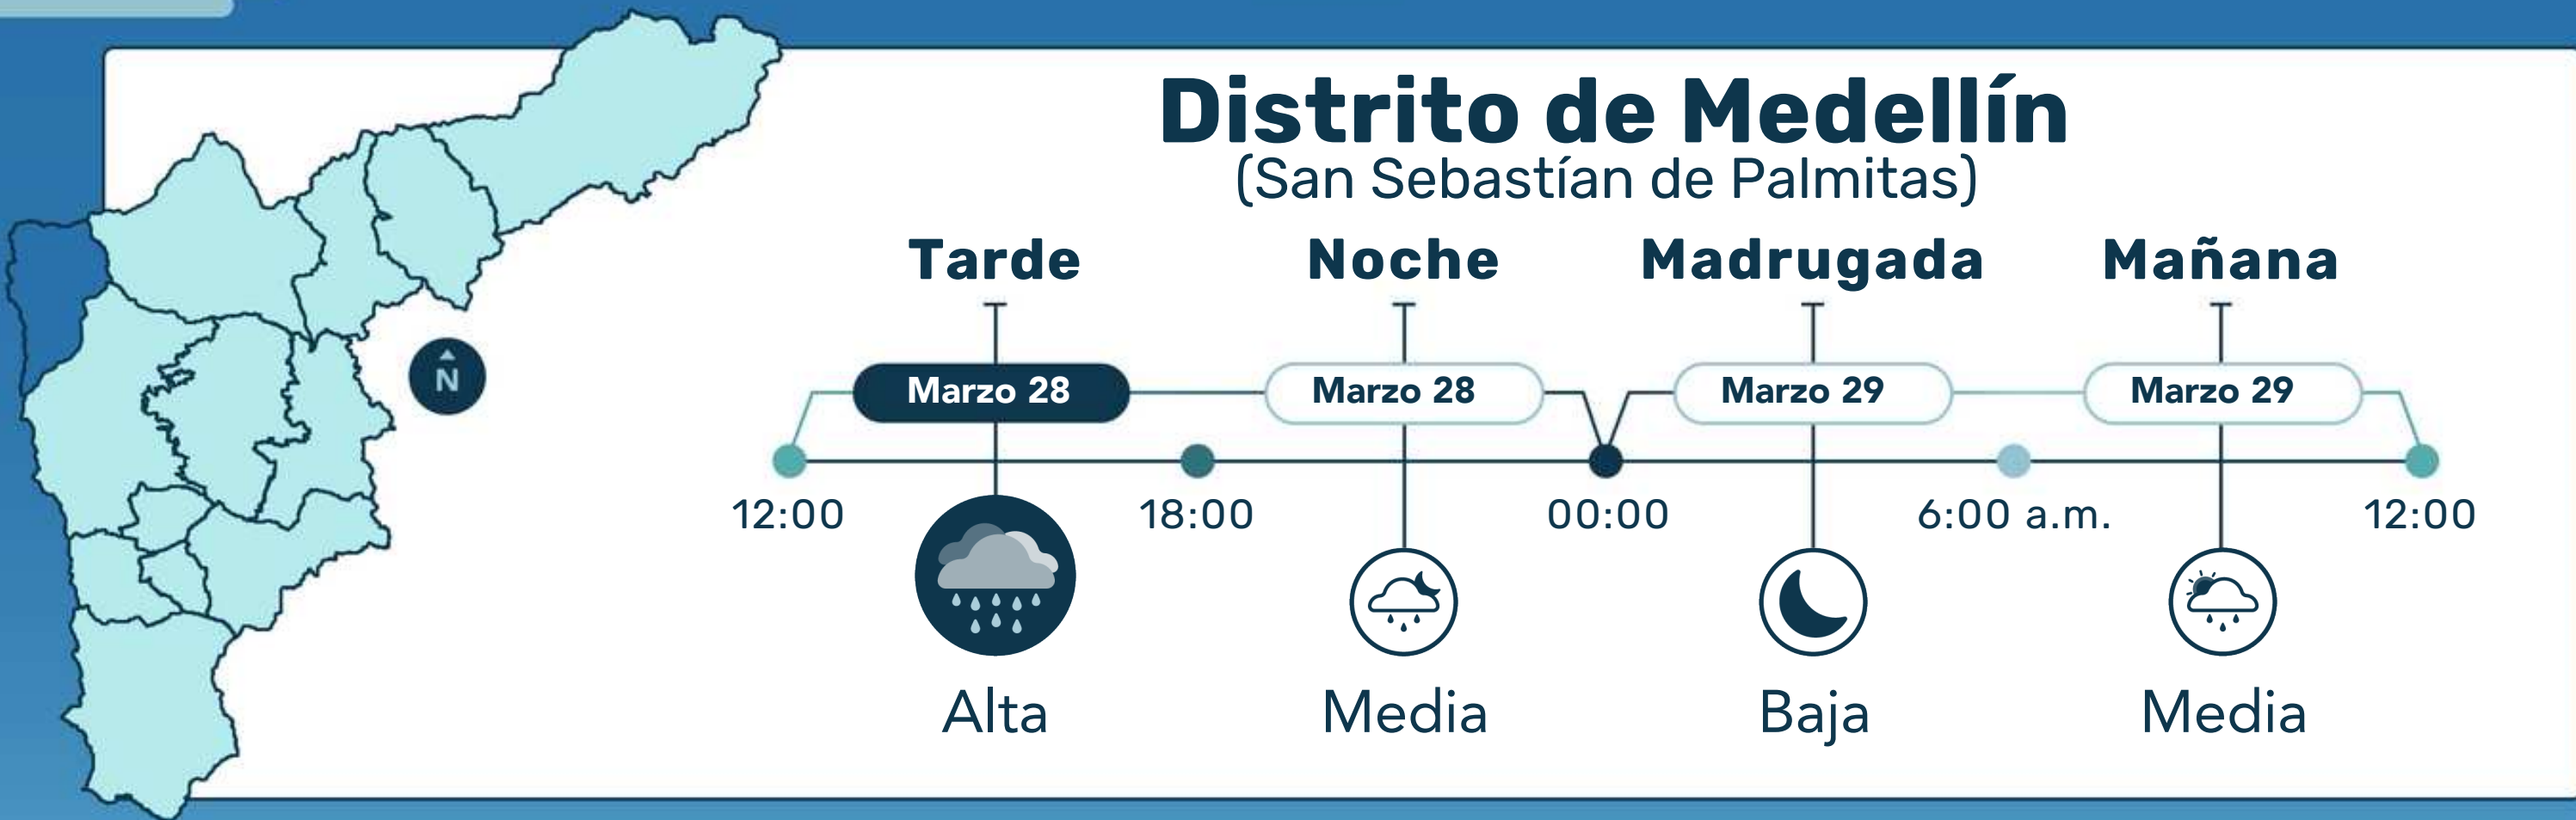 Distrito de Medellín
(San Sebastían de Palmitas)
Tarde Noche Madrugada Mañana
N
Marzo 28 Marzo 28 Marzo 29 Marzo 29
12:00 18:00 00:00 6:00 a.m. 12:00
Alta Media Baja Media